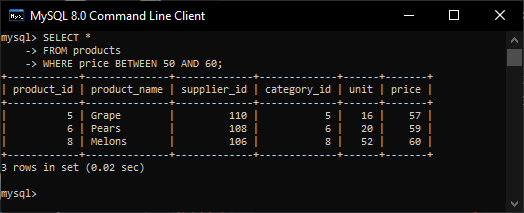 MySQL 8.0 Command Line Client
mysql> SELECT *
    -> FROM products
    -> WHERE price BETWEEN 50 AND 60;
+------------+--------------+-------------+-------------+------+-------+
| product_id | product_name | supplier_id | category_id | unit | price |
+------------+--------------+-------------+-------------+------+-------+
|          5 | Grape        |         110 |           5 |   16 |    57 |
|          6 | Pears        |         108 |           6 |   20 |    59 |
|          8 | Melons       |         106 |           8 |   52 |    60 |
+------------+--------------+-------------+-------------+------+-------+
3 rows in set (0.02 sec)
mysql>